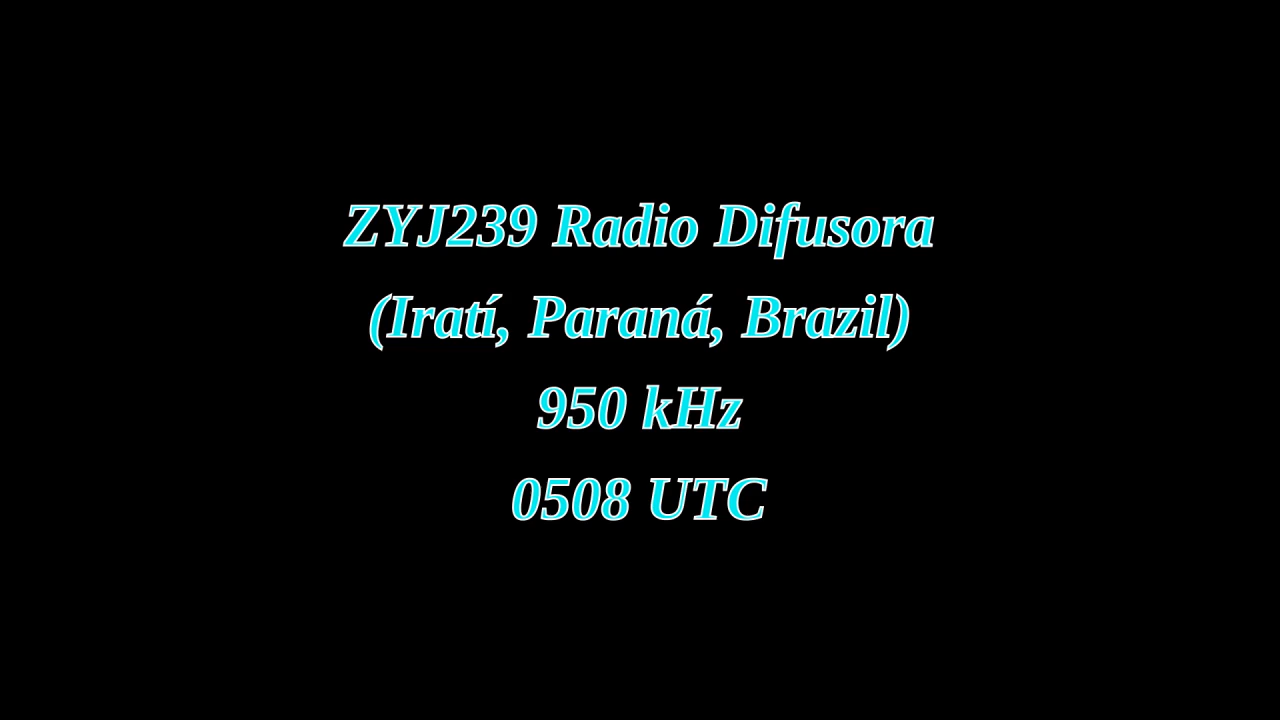 ZYJ239 Radio Difusora
(Iratí, Paraná, Brazil)
950 kHz
0508 UTC